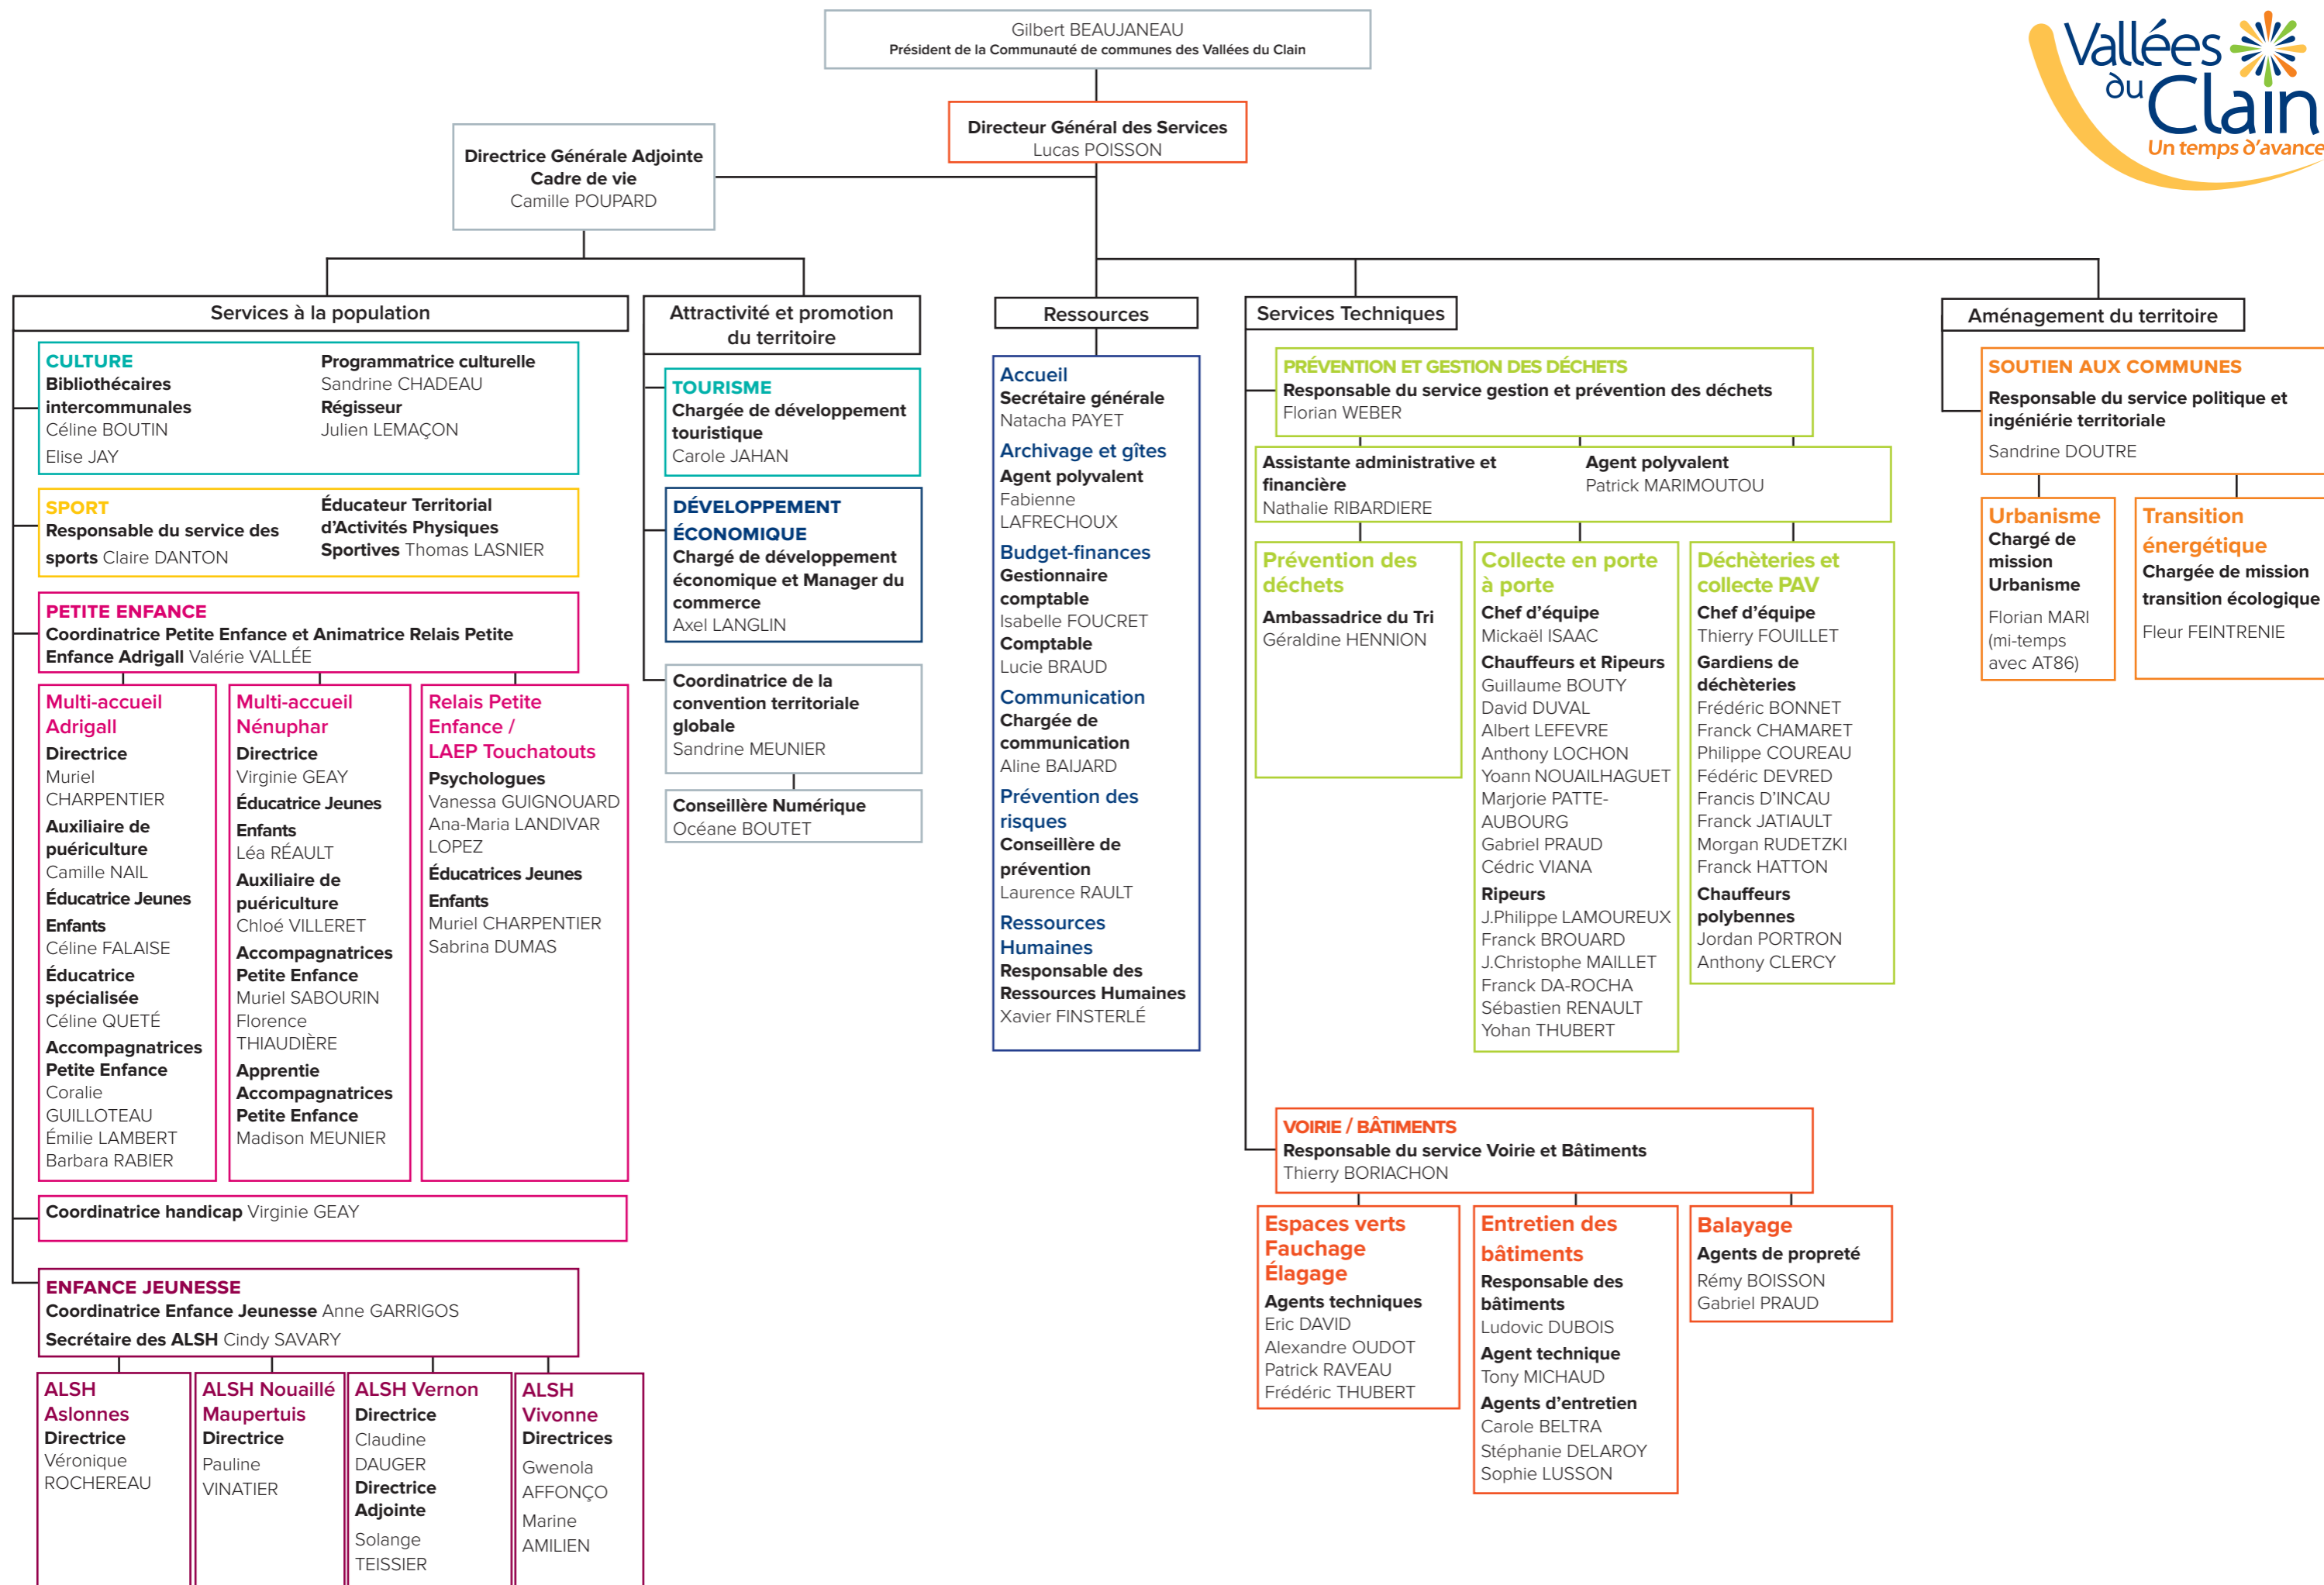 Gilbert BEAUJANEAU
Président de la Communauté de communes des Vallées du Clain
Vallées
du
Clain
Un temps d'avance
Directeur Général des Services
Lucas POISSON
Directrice Générale Adjointe
Cadre de vie
Camille POUPARD
Services à la population
CULTURE
Bibliothécaires
intercommunales
Céline BOUTIN
Elise JAY
Programmatrice culturelle
Sandrine CHADEAU
Régisseur
Julien LEMAÇON
SPORT
Responsable du service des
sports Claire DANTON
Éducateur Territorial
d'Activités Physiques
Sportives Thomas LASNIER
PETITE ENFANCE
Coordinatrice Petite Enfance et Animatrice Relais Petite
Enfance Adrigall Valérie VALLÉE
Multi-accueil
Adrigall
Directrice
Muriel
CHARPENTIER
Auxiliaire de
puériculture
Camille NAIL
Éducatrice Jeunes
Enfants
Céline FALAISE
Éducatrice
spécialisée
Céline QUETÉ
Accompagnatrices
Petite Enfance
Coralie
GUILLOTEAU
Émilie LAMBERT
Barbara RABIER
Multi-accueil
Nénuphar
Directrice
Virginie GEAY
Éducatrice Jeunes
Enfants
Léa RÉAULT
Auxiliaire de
puériculture
Chloé VILLERET
Accompagnatrices
Petite Enfance
Muriel SABOURIN
Florence
THIAUDIÈRE
Apprentie
Accompagnatrices
Petite Enfance
Madison MEUNIER
Relais Petite
Enfance /
LAEP Touchatouts
Psychologues
Vanessa GUIGNOUARD
Ana-Maria LANDIVAR
LOPEZ
Éducatrices Jeunes
Enfants
Muriel CHARPENTIER
Sabrina DUMAS
Coordinatrice handicap Virginie GEAY
ENFANCE JEUNESSE
Coordinatrice Enfance Jeunesse Anne GARRIGOS
Secrétaire des ALSH Cindy SAVARY
ALSH
Aslonnes
Directrice
Véronique
ROCHEREAU
ALSH Nouaillé
Maupertuis
Directrice
Pauline
VINATIER
ALSH Vernon
Directrice
Claudine
DAUGER
Directrice
Adjointe
Solange
TEISSIER
ALSH
Vivonne
Directrices
Gwenola
AFFONÇO
Marine
AMILIEN
Attractivité et promotion
du territoire
TOURISME
Chargée de développement
touristique
Carole JAHAN
DÉVELOPPEMENT
ÉCONOMIQUE
Chargé de développement
économique et Manager du
commerce
Axel LANGLIN
Coordinatrice de la
convention territoriale
globale
Sandrine MEUNIER
Conseillère Numérique
Océane BOUTET
Ressources
Accueil
Secrétaire générale
Natacha PAYET
Archivage et gîtes
Agent polyvalent
Fabienne
LAFRECHOUX
Budget-finances
Gestionnaire
comptable
Isabelle FOUCRET
Comptable
Lucie BRAUD
Communication
Chargée de
communication
Aline BAIJARD
Prévention des
risques
Conseillère de
prévention
Laurence RAULT
Ressources
Humaines
Responsable des
Ressources Humaines
Xavier FINSTERLÉ
Services Techniques
PRÉVENTION ET GESTION DES DÉCHETS
Responsable du service gestion et prévention des déchets
Florian WEBER
Assistante administrative et
financière
Nathalie RIBARDIERE
Agent polyvalent
Patrick MARIMOUTOU
Prévention des
déchets
Ambassadrice du Tri
Géraldine HENNION
Collecte en porte
à porte
Chef d'équipe
Mickaël ISAAC
Chauffeurs et Ripeurs
Guillaume BOUTY
David DUVAL
Albert LEFEVRE
Anthony LOCHON
Yoann NOUAILHAGUET
Marjorie PATTE-
AUBOURG
Gabriel PRAUD
Cédric VIANA
Ripeurs
J.Philippe LAMOUREUX
Franck BROUARD
J.Christophe MAILLET
Franck DA-ROCHA
Sébastien RENAULT
Yohan THUBERT
Déchèteries et
collecte PAV
Chef d'équipe
Thierry FOUILLET
Gardiens de
déchèteries
Frédéric BONNET
Franck CHAMARET
Philippe COUREAU
Fédéric DEVRED
Francis D'INCAU
Franck JATIAULT
Morgan RUDETZKI
Franck HATTON
Chauffeurs
polybennes
Jordan PORTRON
Anthony CLERCY
VOIRIE / BÂTIMENTS
Responsable du service Voirie et Bâtiments
Thierry BORIACHON
Espaces verts
Fauchage
Élagage
Agents techniques
Eric DAVID
Alexandre OUDOT
Patrick RAVEAU
Frédéric THUBERT
Entretien des
bâtiments
Responsable des
bâtiments
Ludovic DUBOIS
Agent technique
Tony MICHAUD
Agents d'entretien
Carole BELTRA
Stéphanie DELAROY
Sophie LUSSON
Balayage
Agents de propreté
Rémy BOISSON
Gabriel PRAUD
Aménagement du territoire
SOUTIEN AUX COMMUNES
Responsable du service politique et
ingéniérie territoriale
Sandrine DOUTRE
Urbanisme
Chargé de
mission
Urbanisme
Florian MARI
(mi-temps
avec AT86)
Transition
énergétique
Chargée de mission
transition écologique
Fleur FEINTRENIE